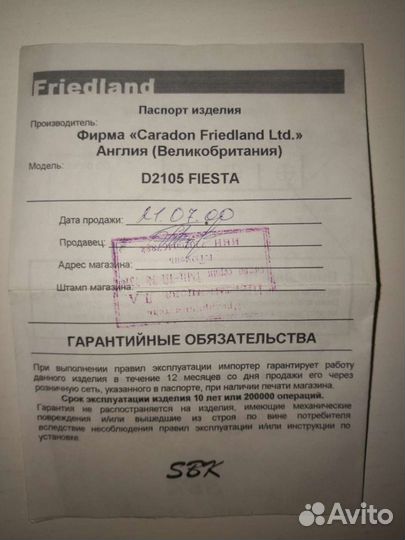 Friedland
Паспорт изделия
Производитель:
Фирма «Caradon Friedland Ltd.»
Англия (Великобритания)
Модель:
D2105 FIESTA
Дата продажи: 21.07.00
Продавец:
Адрес магазина:
Штамп магазина:
ГАРАНТИЙНЫЕ ОБЯЗАТЕЛЬСТВА
При выполнении правил эксплуатации импортер гарантирует работу
данного изделия в течение 12 месяцев со дня продажи его через
розничную сеть, указанного в паспорте, при наличии печати магазина.
Срок эксплуатации изделия 10 лет или 200000 операций.
Гарантия не распостраняется на изделия, имеющие механические
повреждения и/или вышедшие из строя по вине потребителя
вследствие несоблюдения правил эксплуатации и/или инструкции по
установке.
SBK
Avito